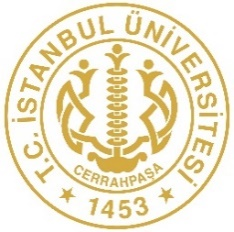 T.C. İSTANBUL ÜNİVERSİTESİ
CERRAHPAŞA
1453